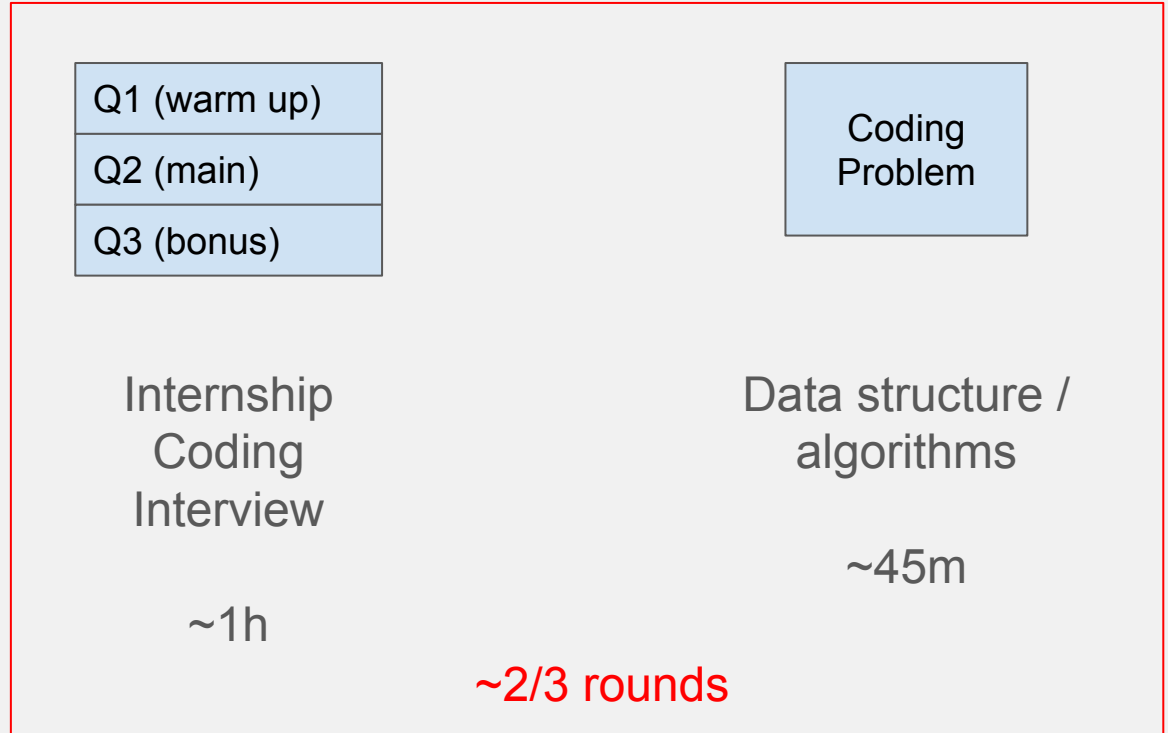 Q1 (warm up)
Q2 (main)
Q3 (bonus)
Internship
Coding
Interview
~1h
Coding
Problem
Data structure /
algorithms
~45m
~2/3 rounds